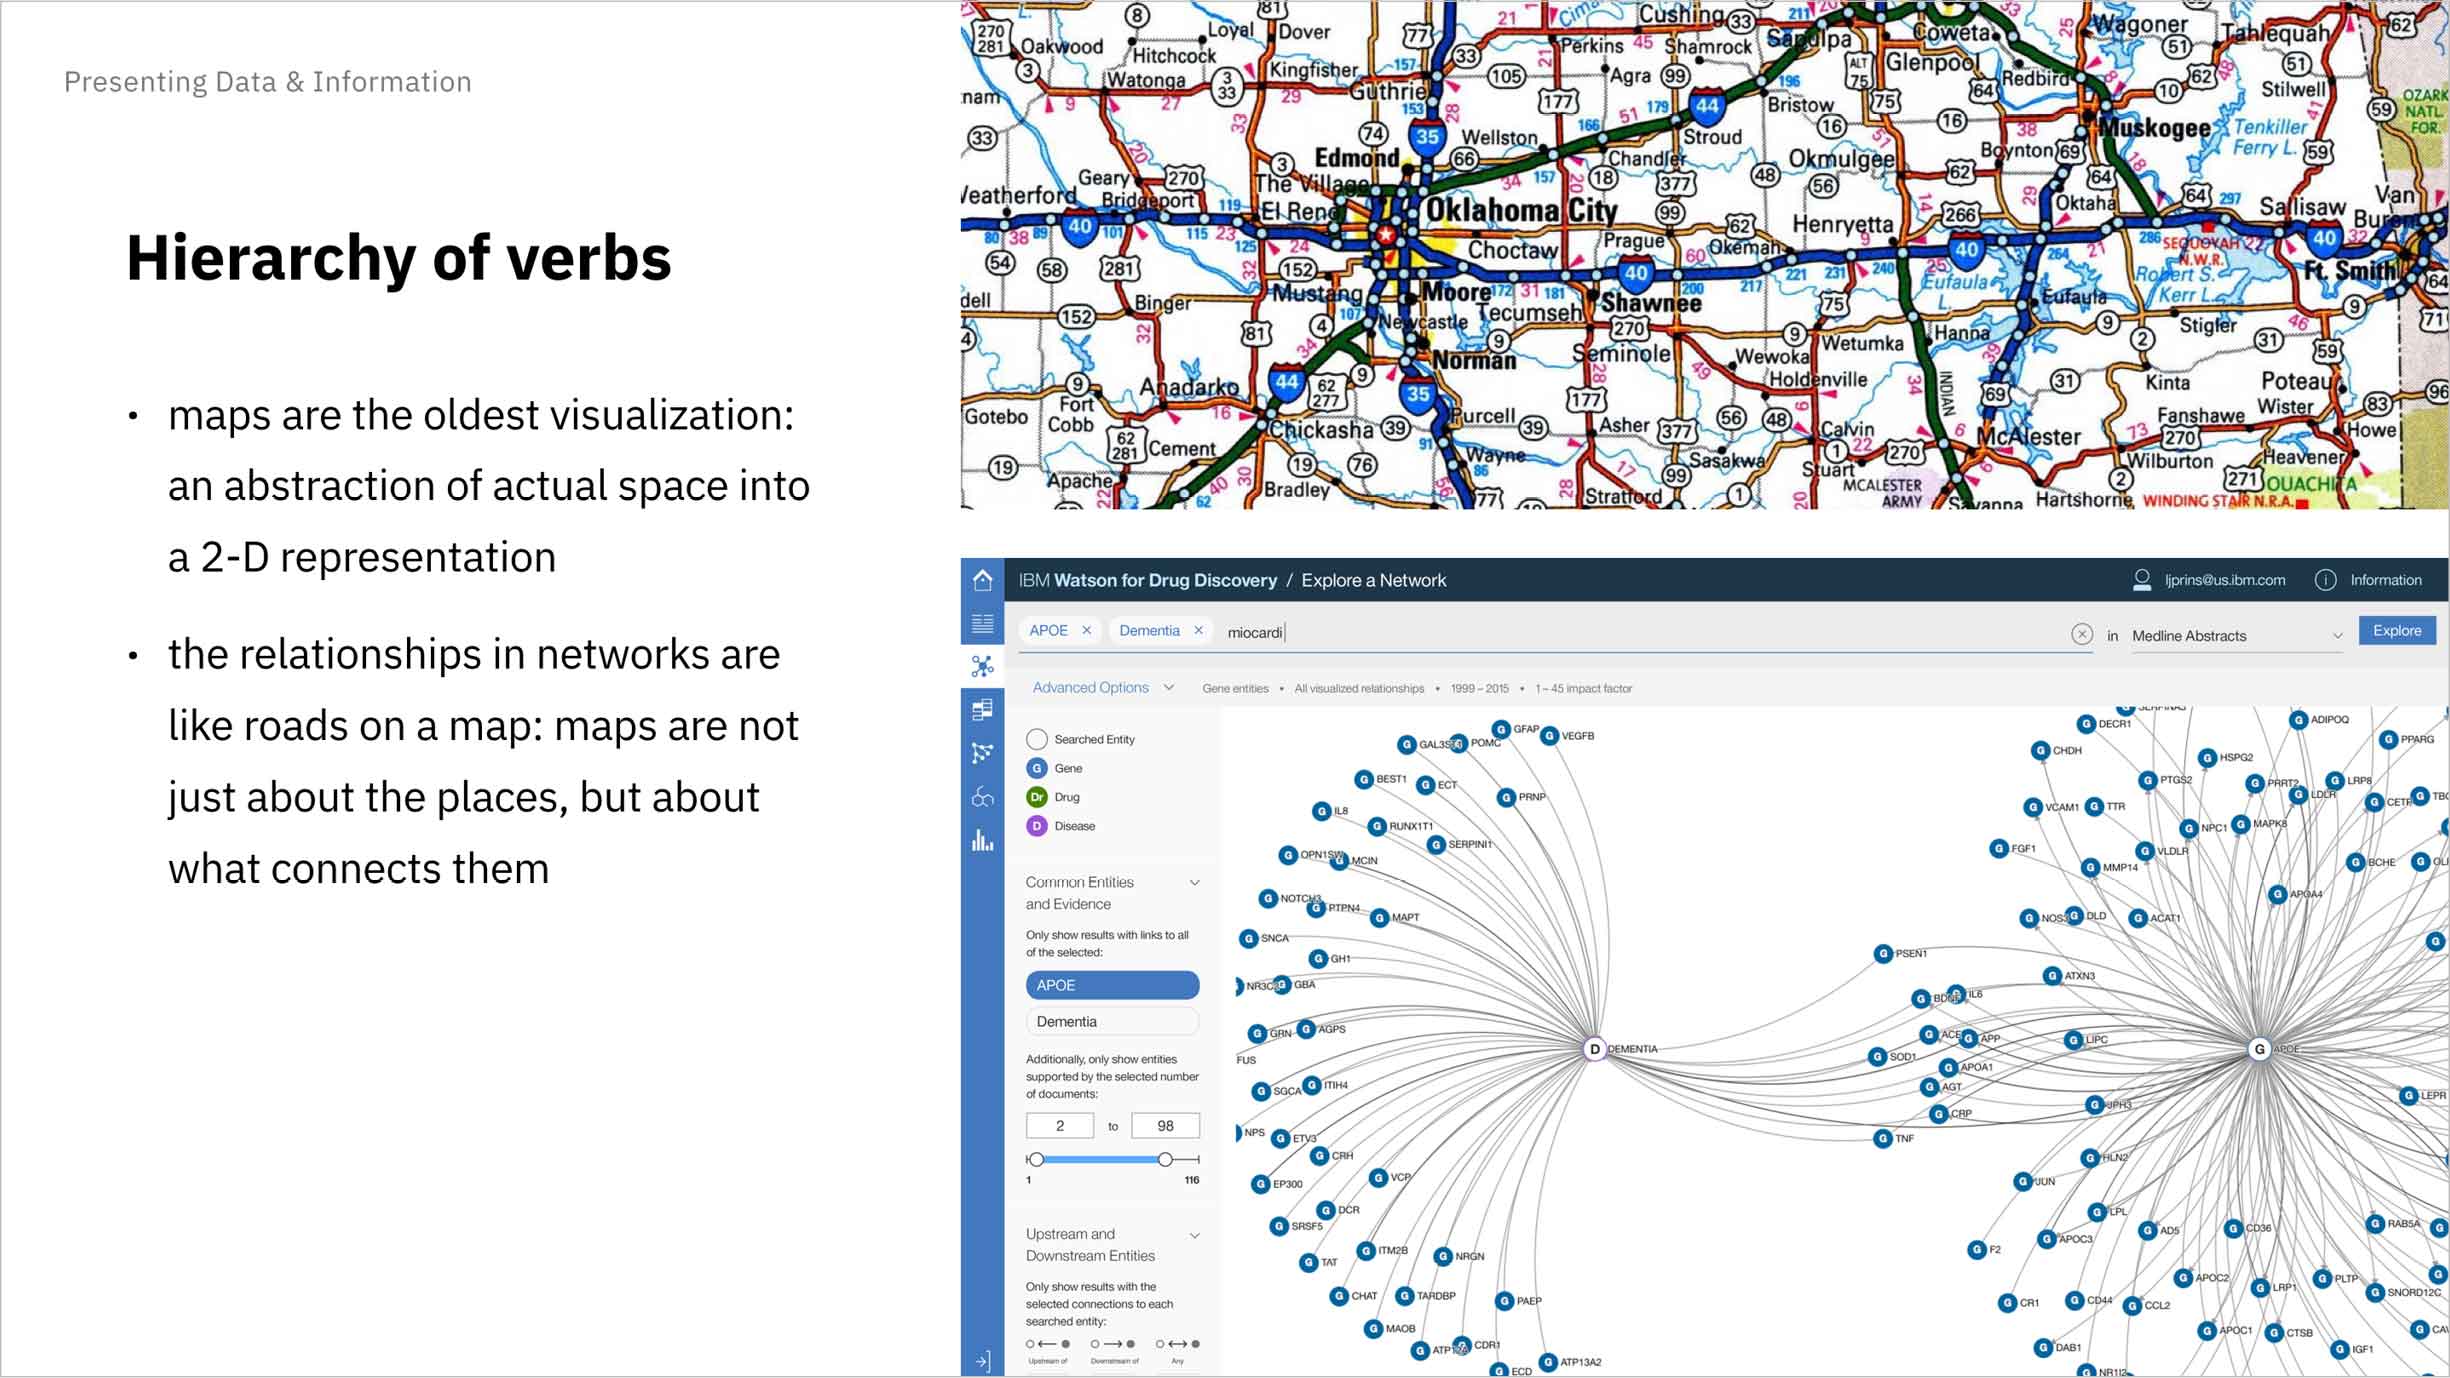 Presenting Data & Information
Hierarchy of verbs
• maps are the oldest visualization:
an abstraction of actual space into
a 2-D representation
• the relationships in networks are
like roads on a map: maps are not
just about the places, but about
what connects them
Oakwood
Hitchcock
Loyal
Dover
Watonga
Kingfisher
Guthrie
Perkins
Cushing
Shamrock
Agra
Sapulpa
Coweta
Glenpool
Redbird
Wagoner
Tahlequah
Stilwell
OZARK
NATL.
FOR.
Bristow
Stroud
Wellston
Chandler
Edmond
The Village
Geary
Bridgeport
El Reno
Oklahoma City
Choctaw
Prague
Okemah
Henryetta
Okmulgee
Boynton
Muskogee
Tenkiller
Ferry L.
Oktaha
Sallisaw
SEQUOYAH
N.W.R.
Robert S.
Kerr L.
Ft. Smith
Mustang
Moore
Newcastle
Tecumseh
Shawnee
Norman
Seminole
Wewoka
Wetumka
Holdenville
Hanna
Eufaula
L.
Eufaula
Stigler
Binger
Anadarko
Gotebo
Fort
Cobb
Cement
Apache
Chickasha
Bradley
Purcell
Wayne
Asher
Sasakwa
Stratford
Calvin
Stuart
INDIAN
McAlester
MCALESTER
ARMY
Savanna
Kinta
Fanshawe
Wilburton
Hartshorne
Poteau
Wister
Howe
Heavener
OUACHITA
WINDING STAIR N.R.A.
IBM Watson for Drug Discovery / Explore a Network
ljprins@us.ibm.com
Information
APOE ×
Dementia ×
miocardi
in
Medline Abstracts
Explore
Advanced Options
Gene entities • All visualized relationships • 1999 – 2015 • 1 – 45 impact factor
Searched Entity
G Gene
Dr Drug
D Disease
Common Entities
and Evidence
Only show results with links to all
of the selected:
APOE
Dementia
Additionally, only show entities
supported by the selected number
of documents:
2 to 98
1 116
Upstream and
Downstream Entities
Only show results with the
selected connections to each
searched entity:
Upstream of
Downstream of
Any
GFAP
VEGFB
POMC
BEST1
ECT
PRNP
IL8
RUNX1T1
SERPINI1
NOTCH3
PTPN4
MAPT
SNCA
GH1
GBA
GRN
AGPS
FUS
SGCA
ITIH4
NPS
ETV3
CRH
EP300
VCP
DCR
SRSF5
ITM2B
NRGN
TAT
CHAT
TARDBP
PAEP
MAOB
CDR1
ECD
ATP13A2
D DEMENTIA
PSEN1
ATXN3
IL6
ACE
APP
LIPC
SOD1
APOA1
AGT
CRP
JPH3
TNF
G APOE
DECR1
ADIPOQ
CHDH
HSPG2
PPARG
PTGS2
PRRT2
LRP8
LDLR
VCAM1
TTR
NPC1
MAPK8
FGF1
VLDLR
MMP14
BCHE
APOA4
DLD
ACAT1
LEPR
HLN2
JUN
LPL
APOC3
AD5
CD36
RAB5A
F2
APOC2
LRP1
PLTP
SNORD12C
CR1
CD44
CCL2
APOC1
CTSB
DAB1
IGF1